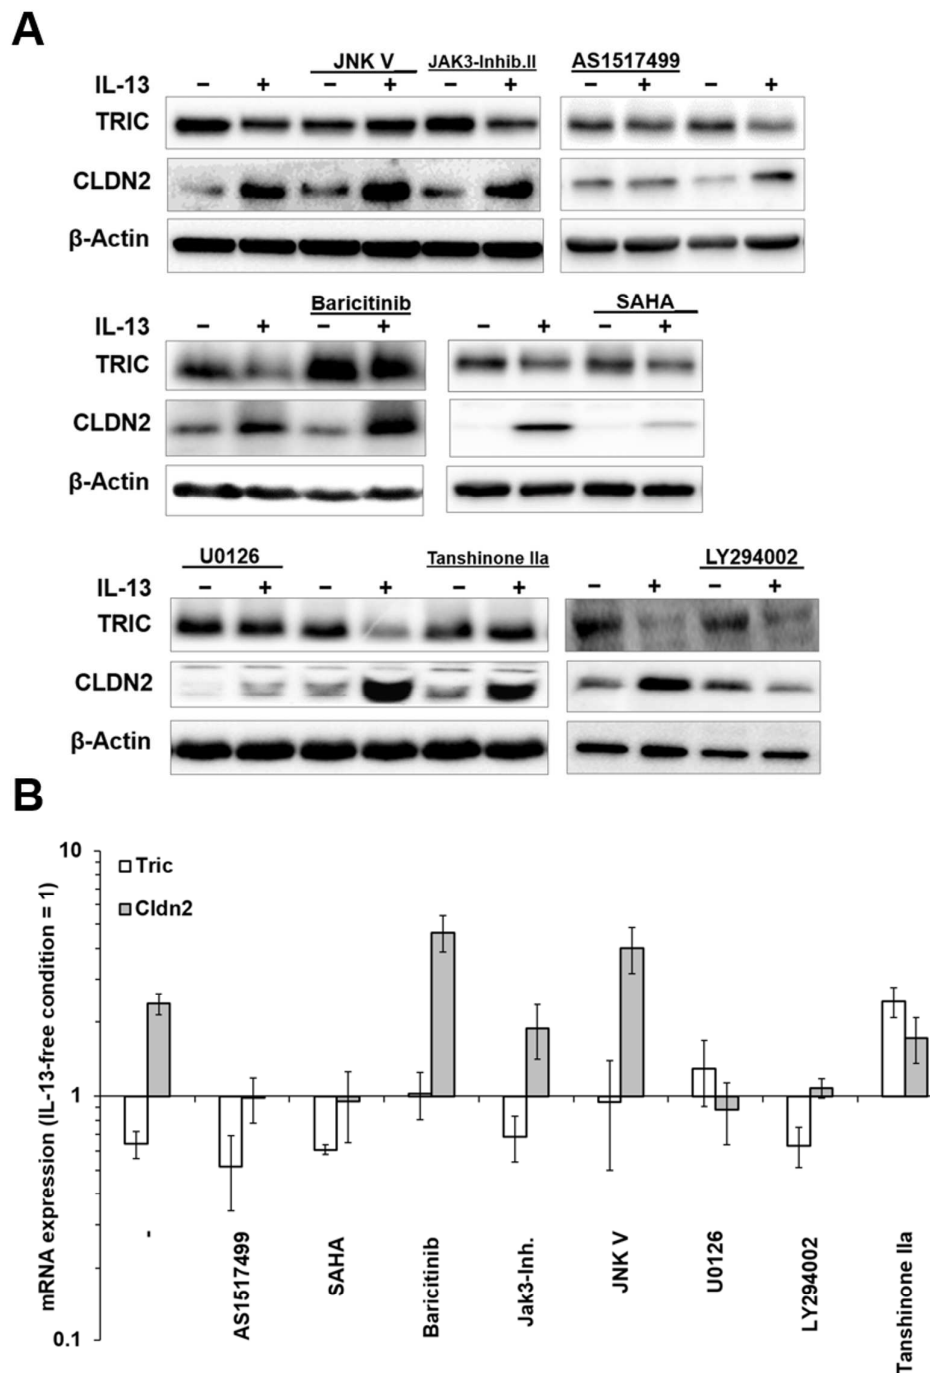 A
JNK V JAK3-Inhib.II AS1517499
IL-13 – + – + – + – + – +
TRIC
CLDN2
β-Actin
Baricitinib SAHA
IL-13 – + – + – + – +
TRIC
CLDN2
β-Actin
U0126 Tanshinone IIa LY294002
IL-13 – + – + – + – + – +
TRIC
CLDN2
β-Actin
B
mRNA expression (IL-13-free condition = 1)
10
1
0.1
Tric
Cldn2
-
AS1517499
SAHA
Baricitinib
Jak3-Inh.
JNK V
U0126
LY294002
Tanshinone IIa